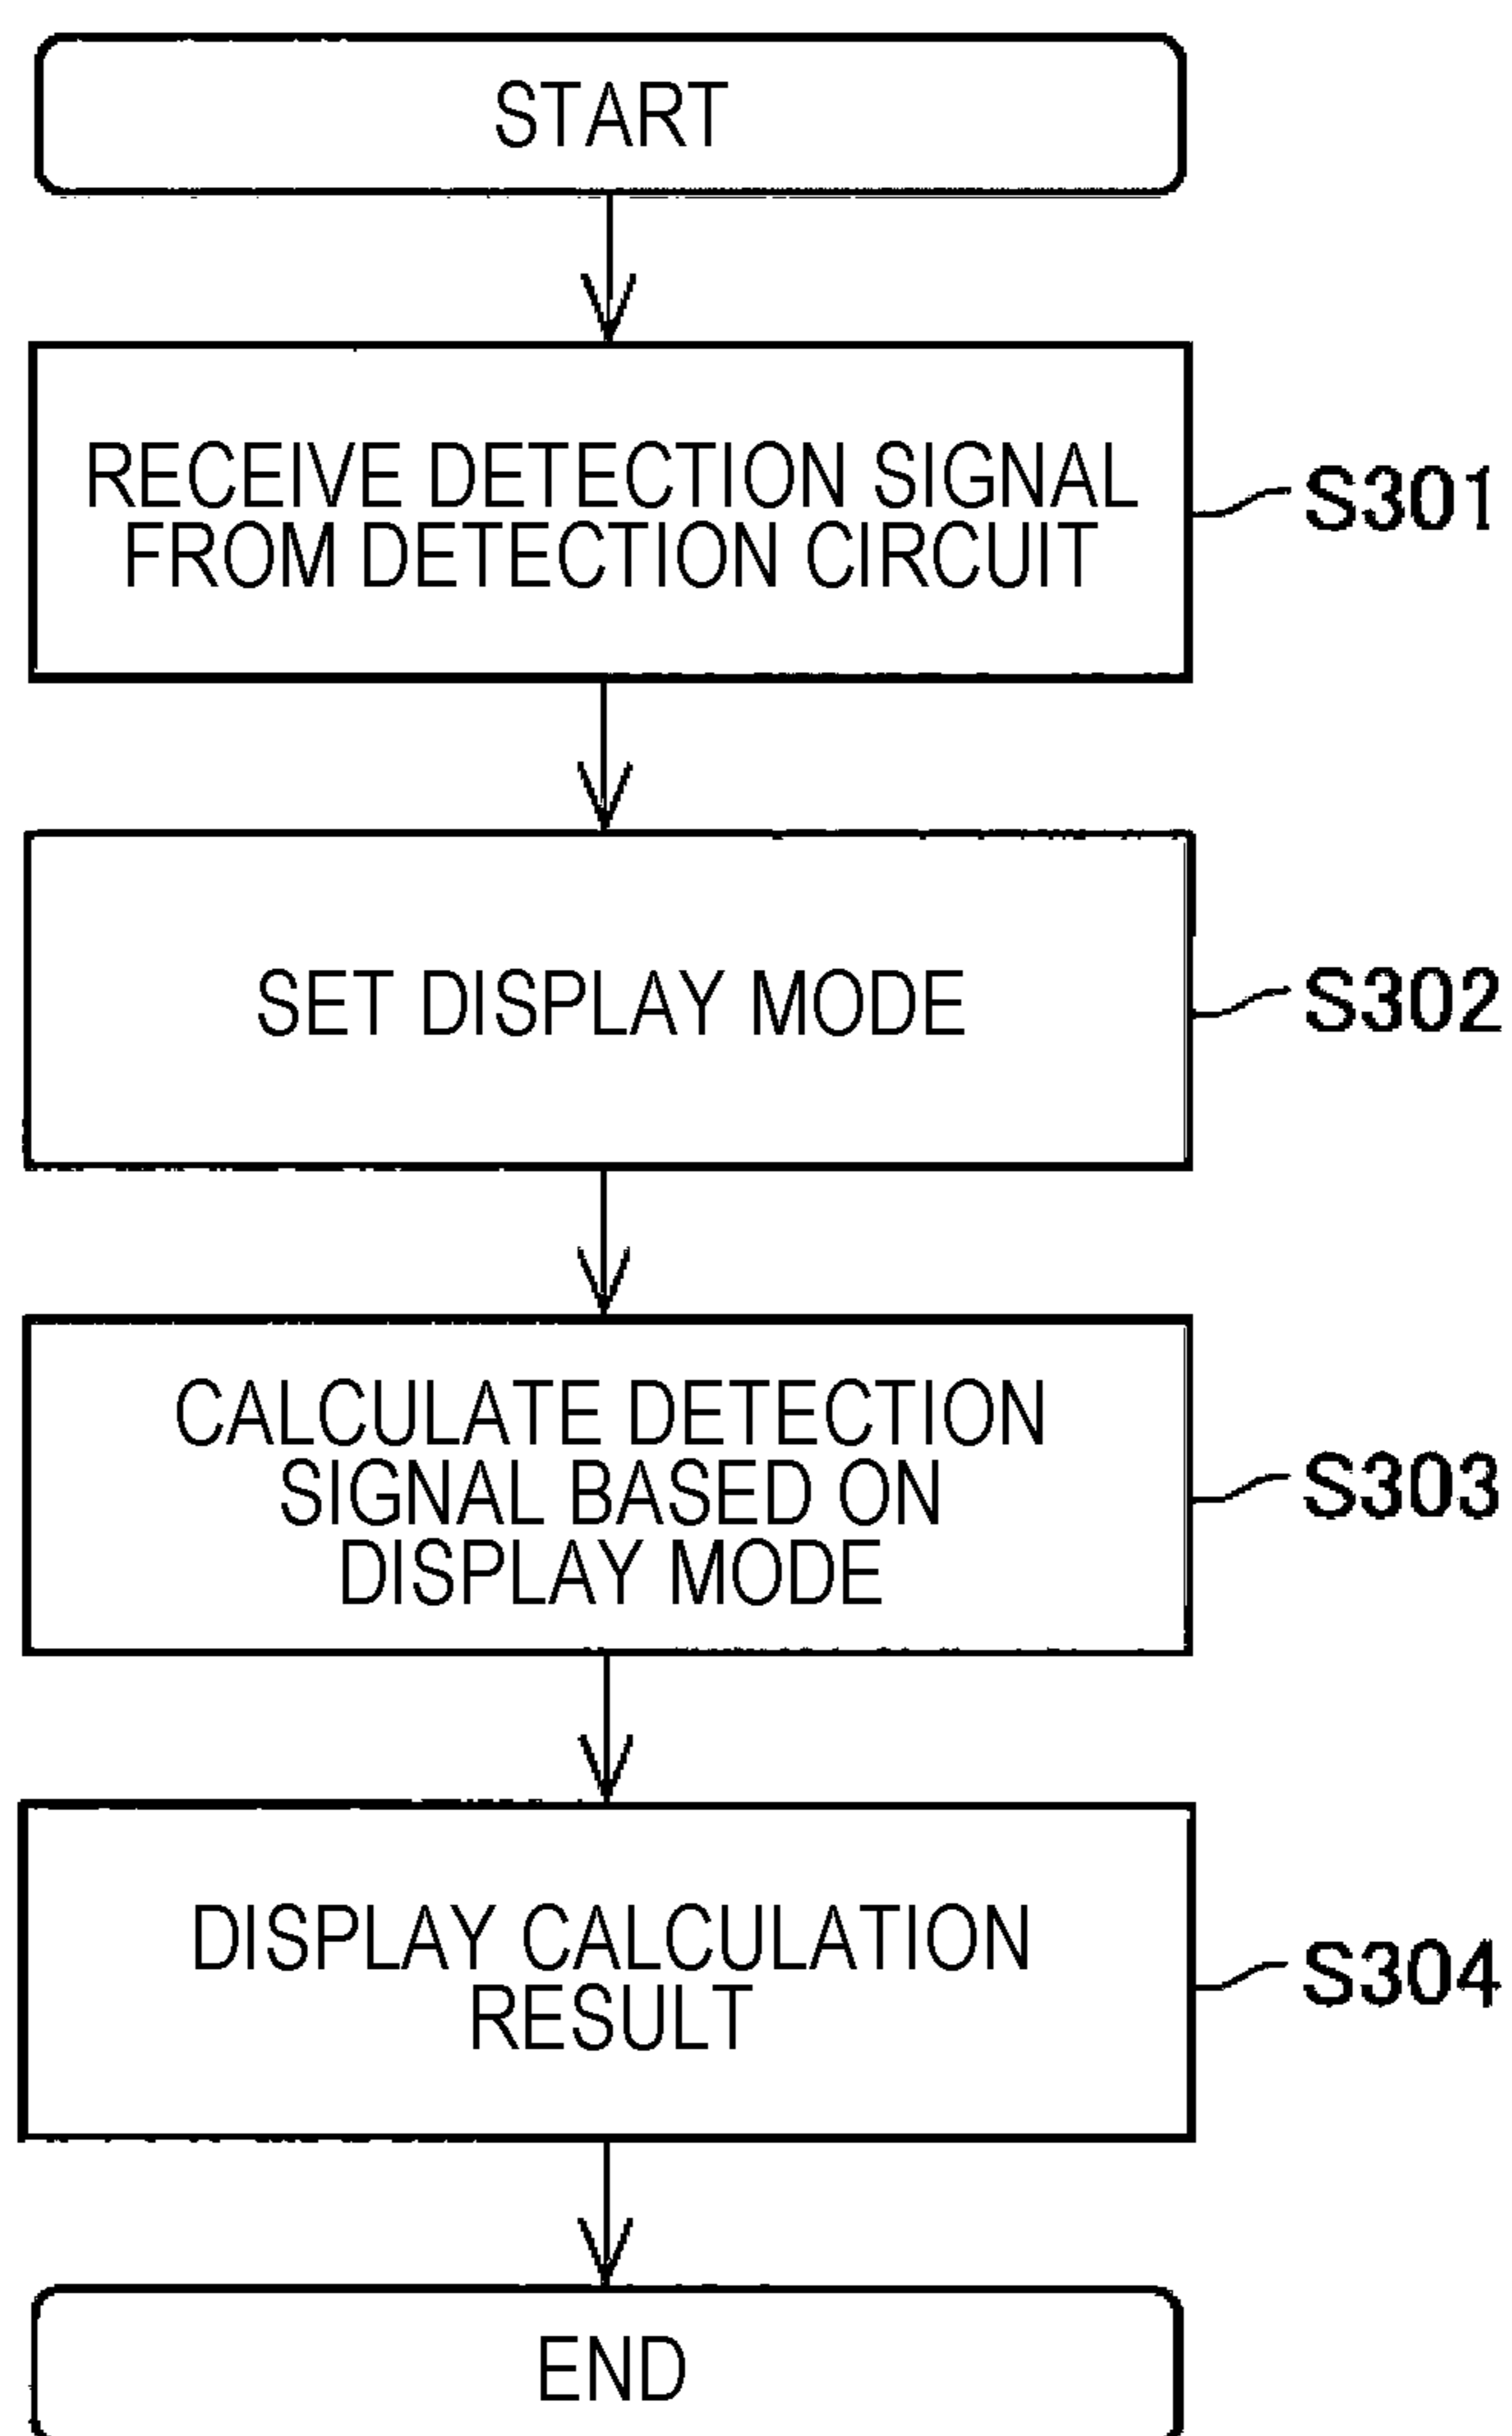 START
RECEIVE DETECTION SIGNAL
FROM DETECTION CIRCUIT
S301
SET DISPLAY MODE
S302
CALCULATE DETECTION
SIGNAL BASED ON
DISPLAY MODE
S303
DISPLAY CALCULATION
RESULT
S304
END